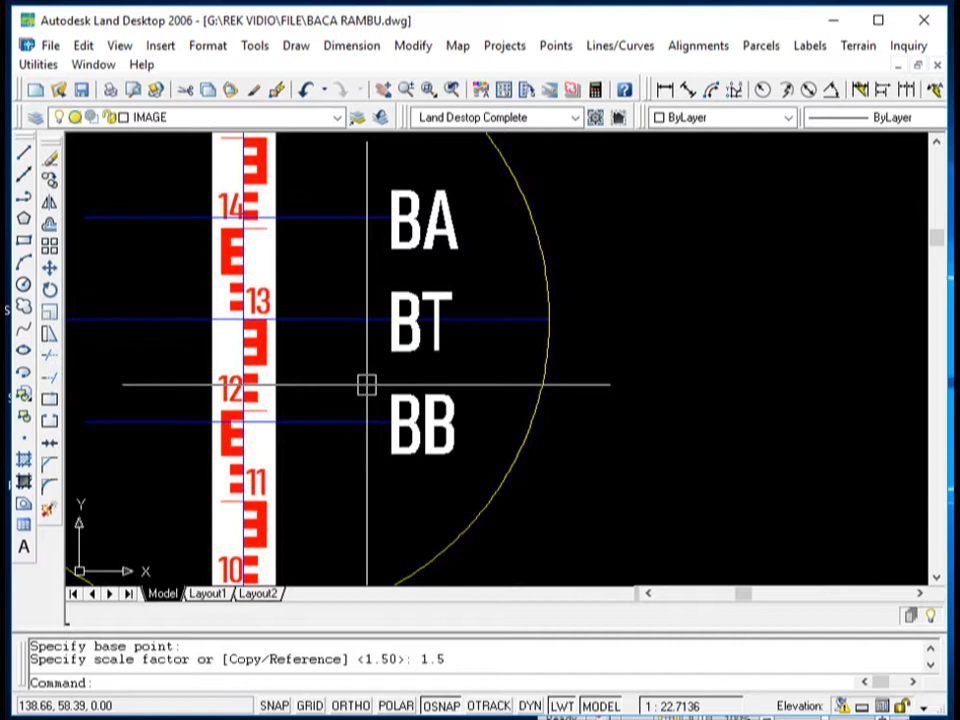 Autodesk Land Desktop 2006 - [G:\REK VIDIO\FILE\BACA RAMBU.dwg]
File Edit View Insert Format Tools Draw Dimension Modify Map Projects Points Lines/Curves Alignments Parcels Labels Terrain Inquiry
Utilities Window Help
IMAGE Land Destop Complete ByLayer ByLayer
14 BA
13 BT
12 BB
11
10
Y
X
A
Model Layout1 Layout2
Specify base point:
Specify scale factor or [Copy/Reference] <1.50>: 1.5
Command:
138.66, 58.39, 0.00 SNAP GRID ORTHO POLAR OSNAP OTRACK DYN LWT MODEL 1 : 22.7136 Elevation: